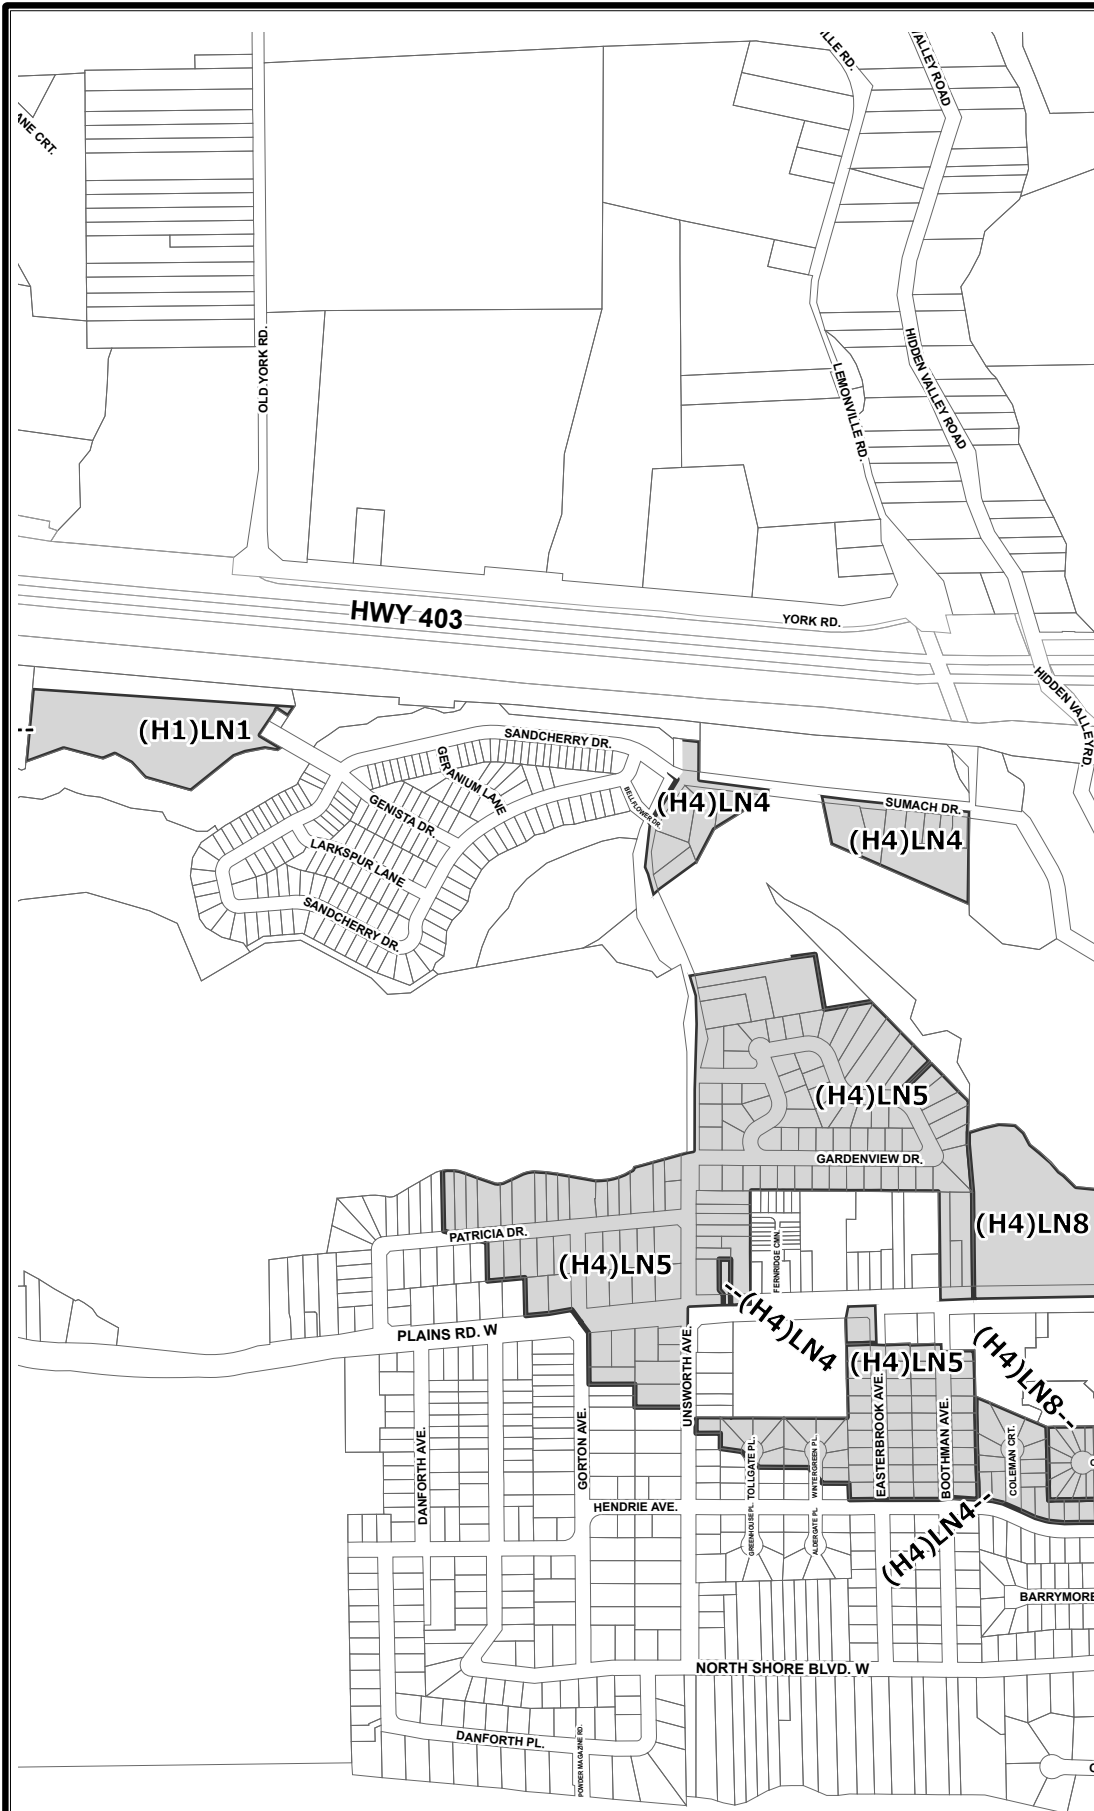 LLE RD.
ALLEY ROAD
ANE CRT.
OLD YORK RD.
HIDDEN VALLEY ROAD
LEMONVILLE RD.
HWY 403
YORK RD.
HIDDEN VALLEY RD.
(H1)LN1
SANDCHERRY DR.
GERANIUM LANE
GENISTA DR.
BELLFLOWER DR.
(H4)LN4
SUMACH DR.
(H4)LN4
LARKSPUR LANE
SANDCHERRY DR.
(H4)LN5
GARDENVIEW DR.
(H4)LN8
PATRICIA DR.
(H4)LN5
FERNRIDGE CMN.
(H4)LN4
PLAINS RD. W
UNSWORTH AVE.
(H4)LN5
(H4)LN8
EASTERBROOK AVE.
BOOTHMAN AVE.
COLEMAN CRT.
DANFORTH AVE.
GORTON AVE.
TOLLGATE PL.
WINTERGREEN PL.
HENDRIE AVE.
GREENHOUSE PL.
ALDERGATE PL.
(H4)LN4
BARRYMORE
NORTH SHORE BLVD. W
DANFORTH PL.
POWDER MAGAZINE RD.